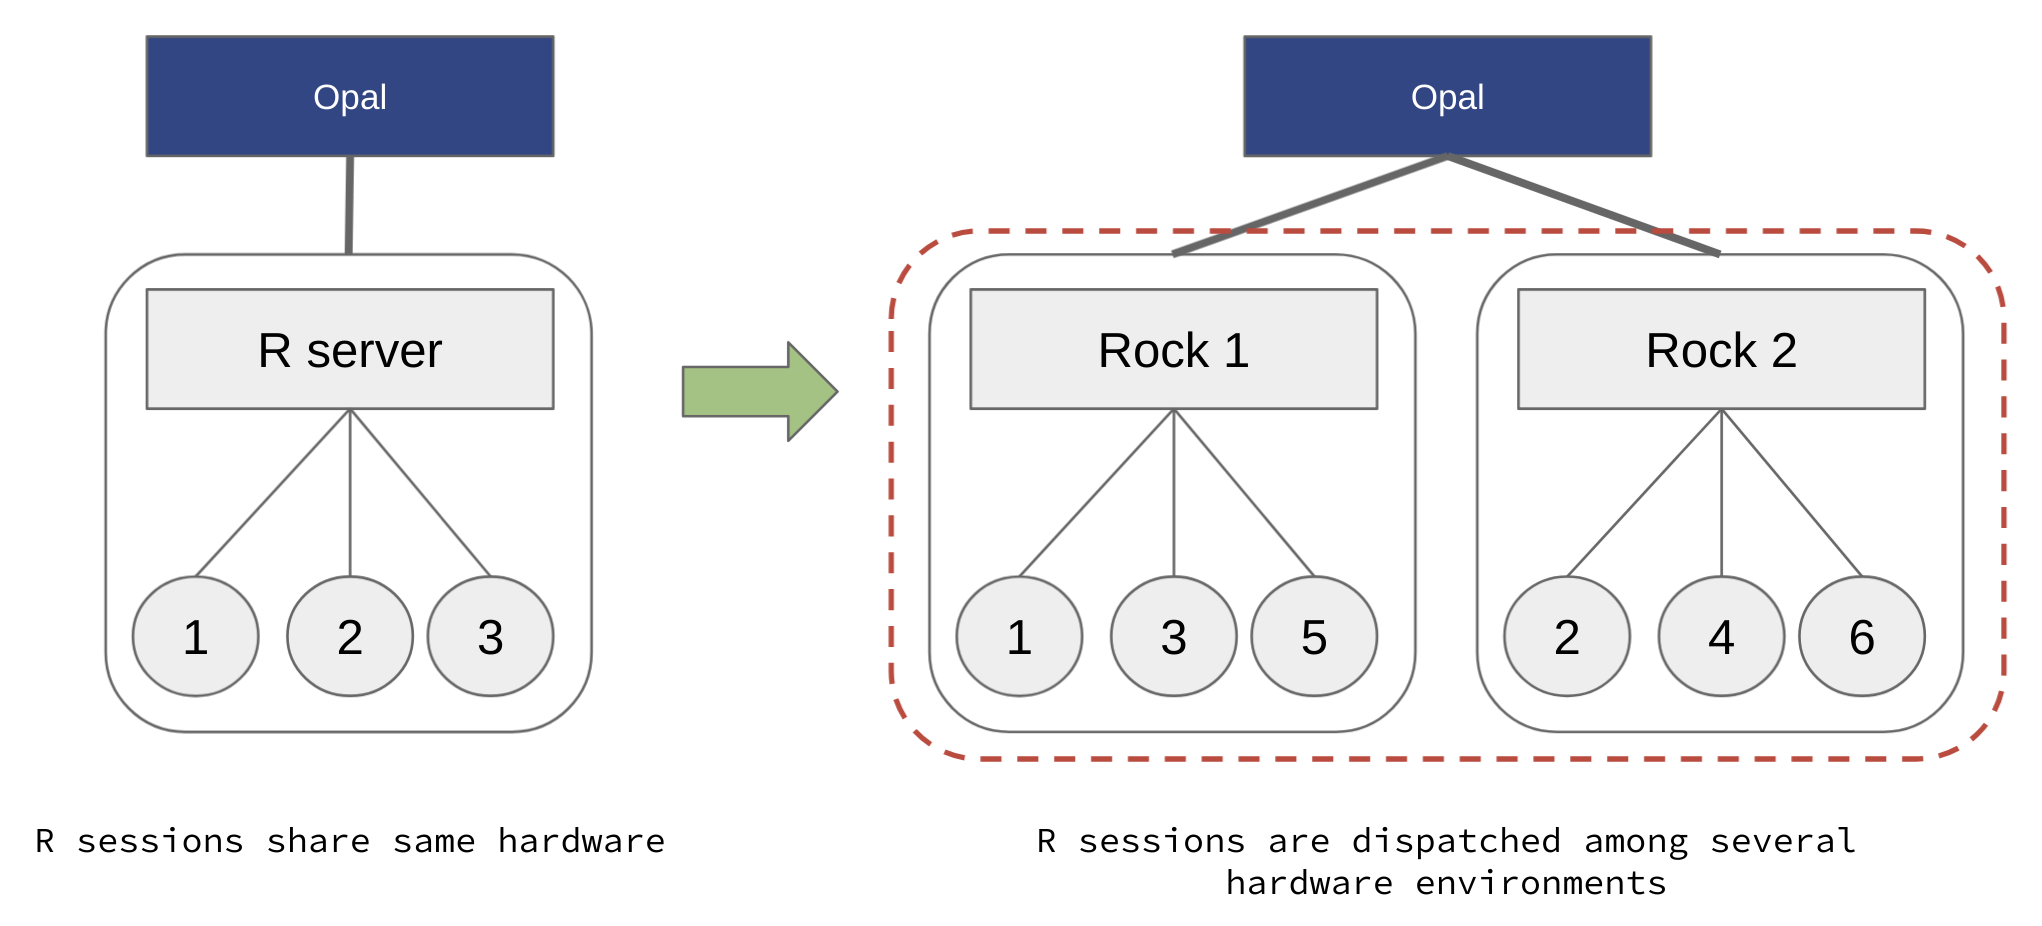 Opal
R server
1 2 3
R sessions share same hardware
Opal
Rock 1
1 3 5
Rock 2
2 4 6
R sessions are dispatched among several
hardware environments